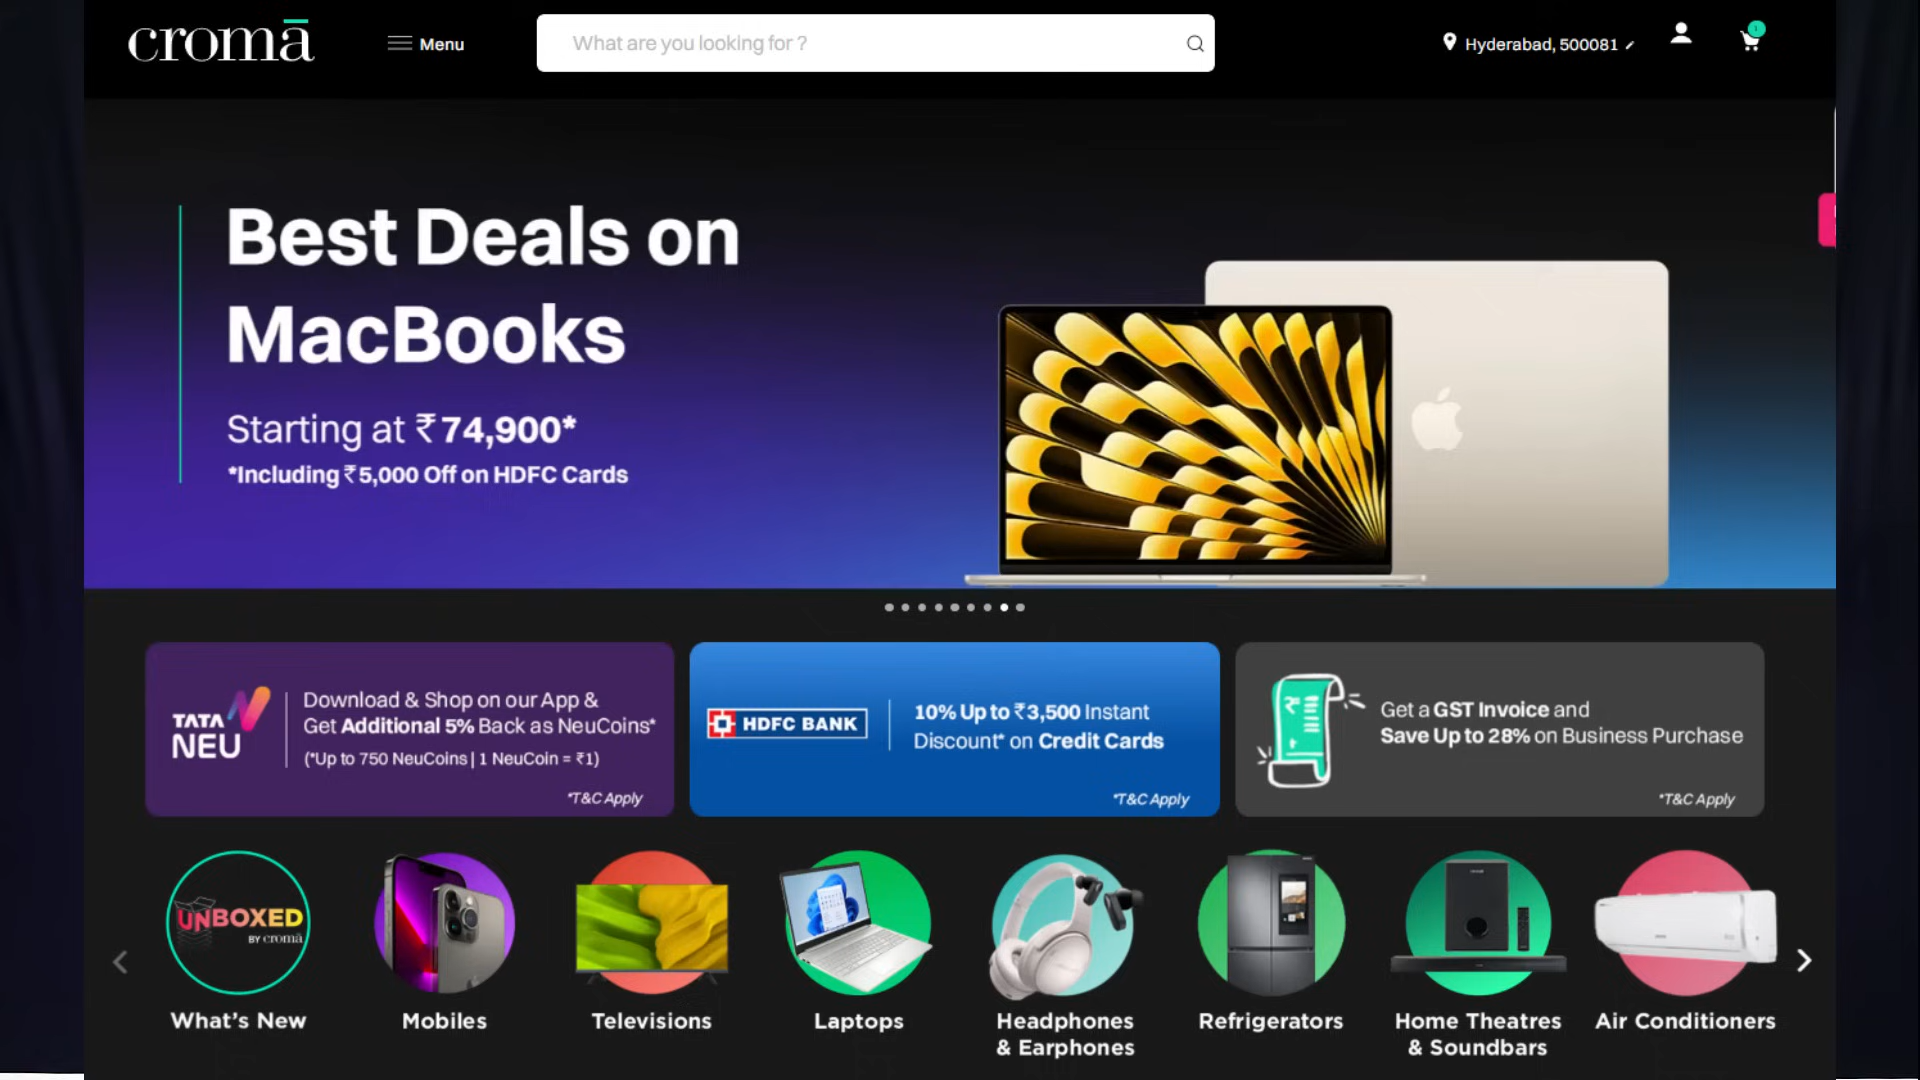 cromā
Menu
What are you looking for ?
Hyderabad, 500081
1
Best Deals on
MacBooks
Starting at ₹74,900*
*Including ₹5,000 Off on HDFC Cards
TATA
NEU
Download & Shop on our App &
Get Additional 5% Back as NeuCoins*
(*Up to 750 NeuCoins | 1 NeuCoin = ₹1)
*T&C Apply
HDFC BANK
10% Up to ₹3,500 Instant
Discount* on Credit Cards
*T&C Apply
Get a GST Invoice and
Save Up to 28% on Business Purchase
*T&C Apply
UNBOXED
BY cromā
What's New
Mobiles
Televisions
Laptops
Headphones
& Earphones
Refrigerators
Home Theatres
& Soundbars
Air Conditioners